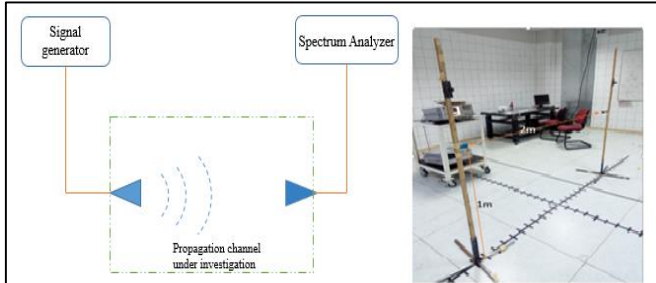 Signal
generator
Spectrum Analyzer
Propagation channel
under investigation
2m
1m